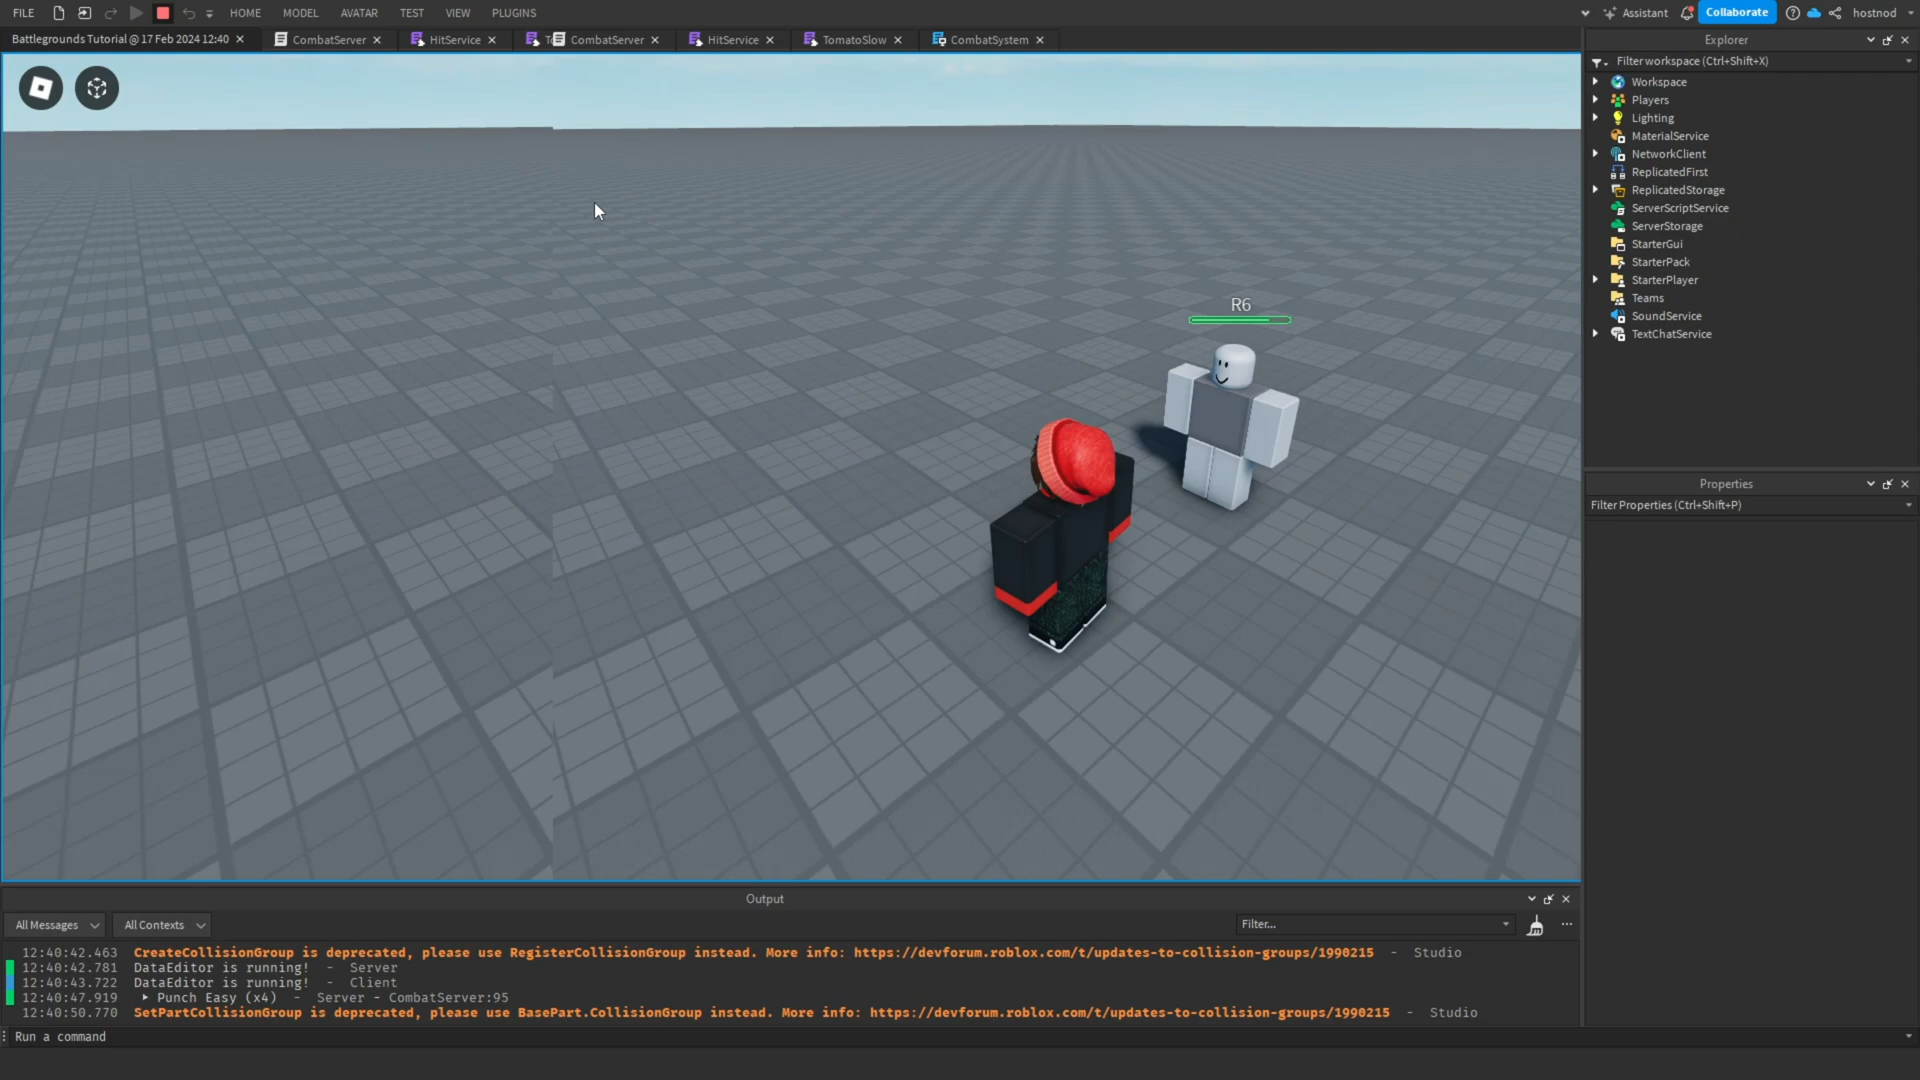 FILE HOME MODEL AVATAR TEST VIEW PLUGINS Assistant Collaborate hostnod
Battlegrounds Tutorial @ 17 Feb 2024 12:40 CombatServer HitService CombatServer HitService TomatoSlow CombatSystem
Explorer
Filter workspace (Ctrl+Shift+X)
Workspace
Players
Lighting
MaterialService
NetworkClient
ReplicatedFirst
ReplicatedStorage
ServerScriptService
ServerStorage
StarterGui
StarterPack
StarterPlayer
Teams
SoundService
TextChatService
R6
Properties
Filter Properties (Ctrl+Shift+P)
Output
All Messages All Contexts Filter...
12:40:42.463 CreateCollisionGroup is deprecated, please use RegisterCollisionGroup instead. More info: https://devforum.roblox.com/t/updates-to-collision-groups/1990215 - Studio
12:40:42.781 DataEditor is running! - Server
12:40:43.722 DataEditor is running! - Client
12:40:47.919 Punch Easy (x4) - Server - CombatServer:95
12:40:50.770 SetPartCollisionGroup is deprecated, please use BasePart.CollisionGroup instead. More info: https://devforum.roblox.com/t/updates-to-collision-groups/1990215 - Studio
Run a command